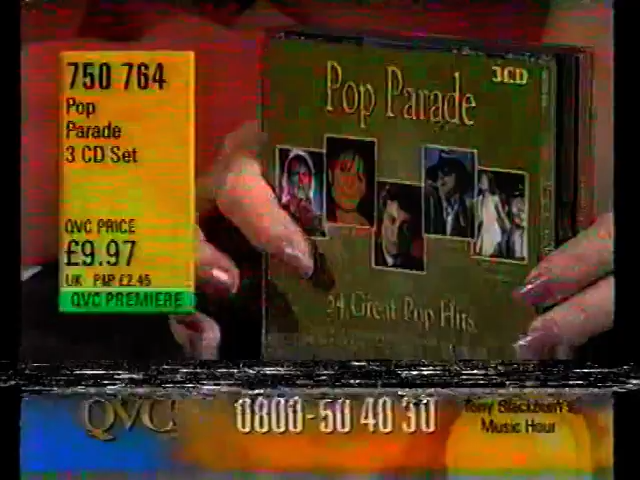 750 764
Pop
Parade
3 CD Set
QVC PRICE
£9.97
UK P&P £2.45
QVC PREMIERE
3CD
Pop Parade
24 Great Pop Hits
QVC
0800-50 40 30
Tony Blackburn's
Music Hour